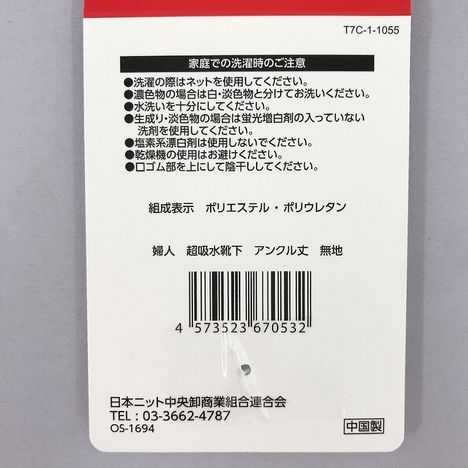 T7C-1-1055
家庭での洗濯時のご注意
●洗濯の際はネットを使用してください。
●濃色物の場合は白・淡色物と分けてお洗いください。
●水洗いを十分にしてください。
●生成り・淡色物の場合は蛍光増白剤の入っていない
洗剤を使用してください。
●塩素系漂白剤は使用しないでください。
●乾燥機の使用はお避けください。
●口ゴム部を上にして陰干ししてください。
組成表示 ポリエステル・ポリウレタン
婦人 超吸水靴下 アンクル丈 無地
4 573523 670532
日本ニット中央卸商業組合連合会
TEL : 03-3662-4787
OS-1694
中国製